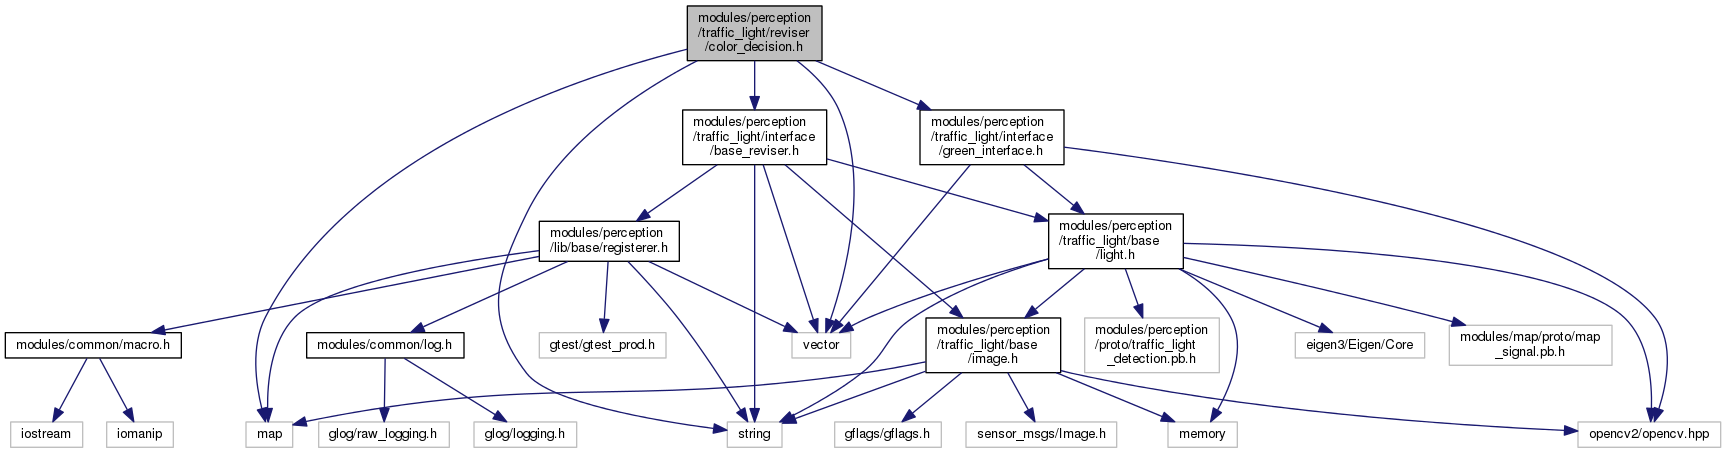 modules/perception
/traffic_light/reviser
/color_decision.h
modules/perception
/traffic_light/interface
/base_reviser.h
modules/perception
/traffic_light/interface
/green_interface.h
modules/perception
/lib/base/registerer.h
modules/perception
/traffic_light/base
/light.h
modules/common/macro.h
modules/common/log.h
gtest/gtest_prod.h
vector
modules/perception
/traffic_light/base
/image.h
modules/perception
/proto/traffic_light
_detection.pb.h
eigen3/Eigen/Core
modules/map/proto/map
_signal.pb.h
iostream
iomanip
map
glog/raw_logging.h
glog/logging.h
string
gflags/gflags.h
sensor_msgs/Image.h
memory
opencv2/opencv.hpp